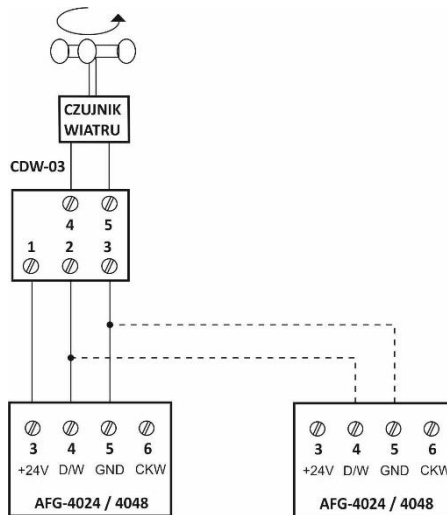 CZUJNIK
WIATRU
CDW-03
4 5
1 2 3
3 4 5 6
+24V D/W GND CKW
AFG-4024 / 4048
3 4 5 6
+24V D/W GND CKW
AFG-4024 / 4048